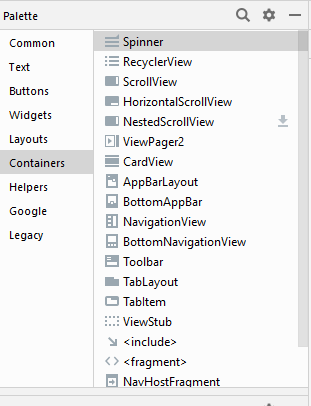 Palette
Common
Text
Buttons
Widgets
Layouts
Containers
Helpers
Google
Legacy
Spinner
RecyclerView
ScrollView
HorizontalScrollView
NestedScrollView
ViewPager2
CardView
AppBarLayout
BottomAppBar
NavigationView
BottomNavigationView
Toolbar
TabLayout
TabItem
ViewStub
<include>
<fragment>
NavHostFragment